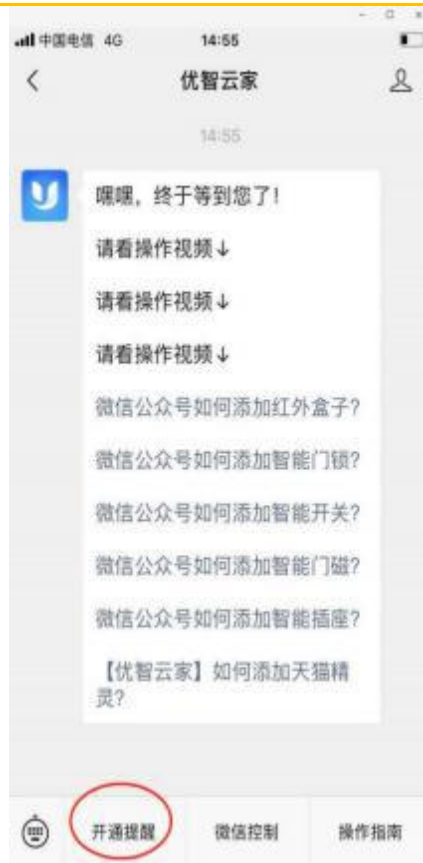 中国电信 4G 14:55
优智云家
14:55
嘿嘿，终于等到您了！
请看操作视频↓
请看操作视频↓
请看操作视频↓
微信公众号如何添加红外盒子？
微信公众号如何添加智能门锁？
微信公众号如何添加智能开关？
微信公众号如何添加智能门磁？
微信公众号如何添加智能插座？
【优智云家】如何添加天猫精
灵？
开通提醒 微信控制 操作指南